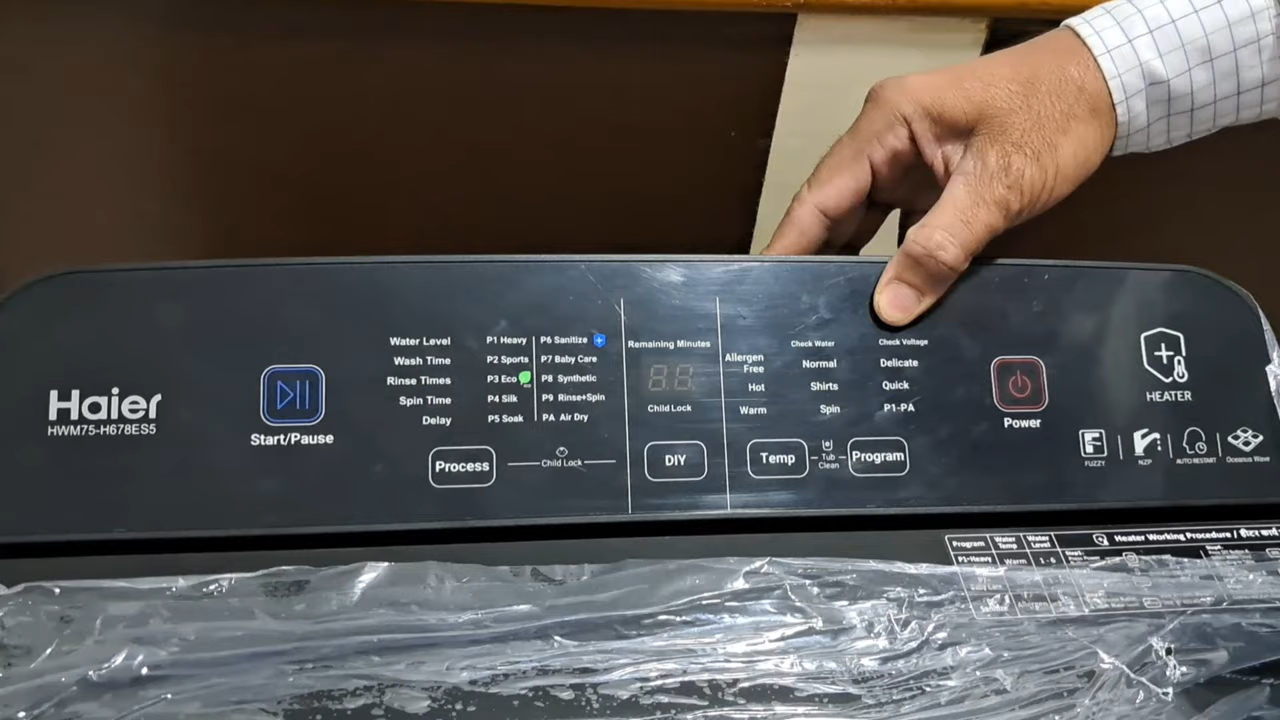 Haier
HWM75-H678ES5
Start/Pause
Water Level
Wash Time
Rinse Times
Spin Time
Delay
P1 Heavy
P2 Sports
P3 Eco
P4 Silk
P5 Soak
P6 Sanitize
P7 Baby Care
P8 Synthetic
P9 Rinse+Spin
PA Air Dry
Process
Child Lock
Remaining Minutes
Child Lock
DIY
Allergen
Free
Hot
Warm
Check Water
Normal
Shirts
Spin
Check Voltage
Delicate
Quick
P1-PA
Temp
Tub
Clean
Program
Power
HEATER
FUZZY
NZP
AUTO RESTART
Oceanus Wave
Program
Water
Temp
Water
Level
Heater Working Procedure / हीटर कार्य
P1-Heavy
Warm
1 - 6